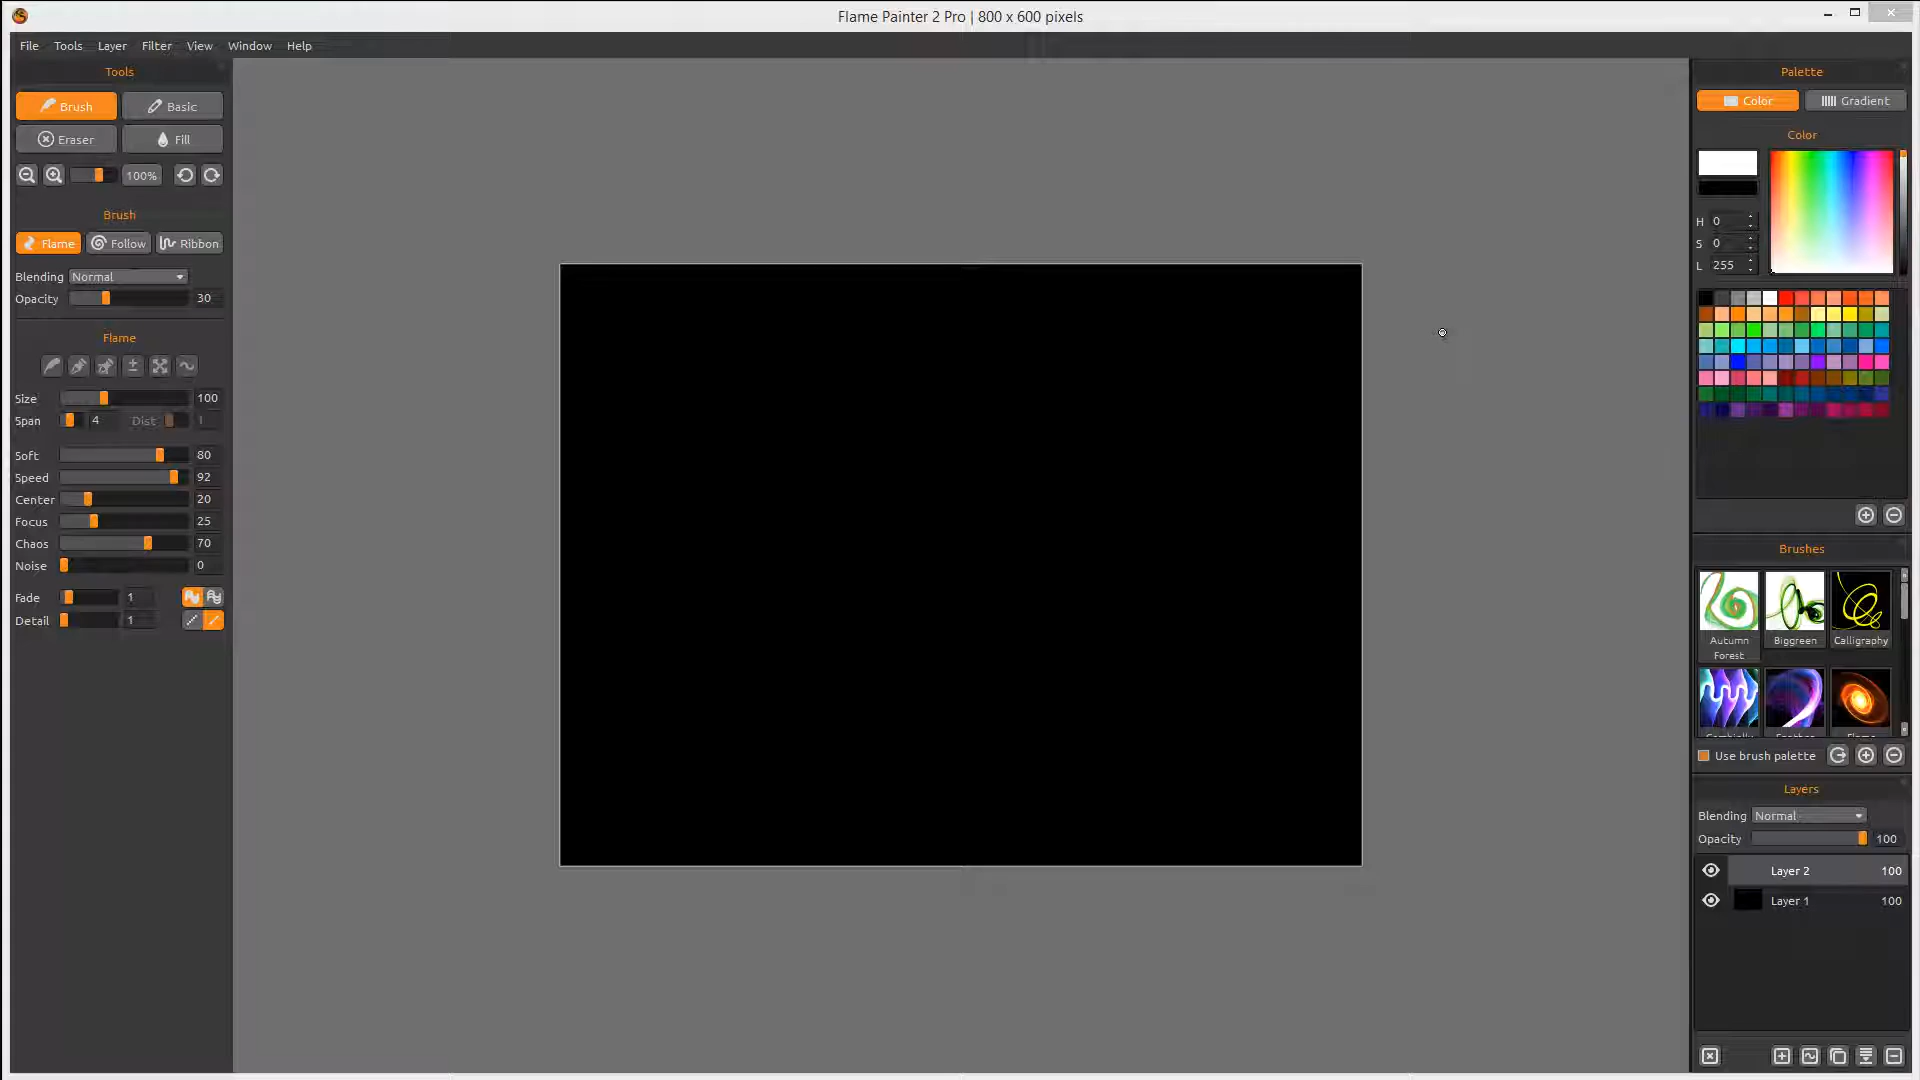 Flame Painter 2 Pro | 800 x 600 pixels
File Tools Layer Filter View Window Help
Tools
Brush Basic
Eraser Fill
100%
Brush
Flame Follow Ribbon
Blending Normal
Opacity 30
Flame
Size 100
Span 4 Dist 1
Soft 80
Speed 92
Center 20
Focus 25
Chaos 70
Noise 0
Fade 1
Detail 1
Palette
Color Gradient
Color
H 0
S 0
L 255
Brushes
Autumn Forest Biggreen Calligraphy
Use brush palette
Layers
Blending Normal
Opacity 100
Layer 2 100
Layer 1 100